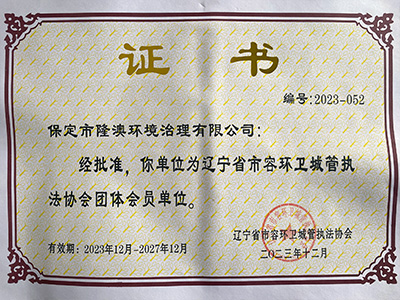 证书
编号:2023-052
保定市隆澳环境治理有限公司:
经批准，你单位为辽宁省市容环卫城管执
法协会团体会员单位。
辽宁省市容环卫城管执法协会
有效期: 2023年12月-2027年12月
二〇二三年十二月